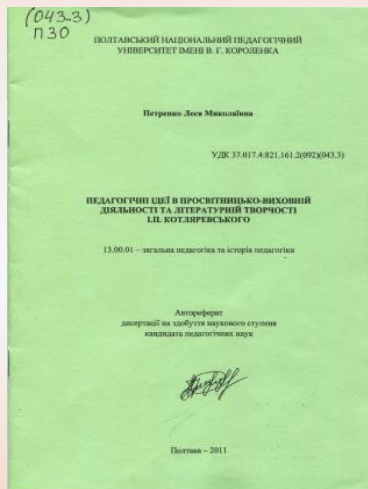 (043.3)
П30
ПОЛТАВСЬКИЙ НАЦІОНАЛЬНИЙ ПЕДАГОГІЧНИЙ
УНІВЕРСИТЕТ ІМЕНІ В. Г. КОРОЛЕНКА
Петренко Леся Миколаївна
УДК 37.017.4:821.161.2(092)(043.3)
ПЕДАГОГІЧНІ ІДЕЇ В ПРОСВІТНИЦЬКО-ВИХОВНІЙ
ДІЯЛЬНОСТІ ТА ЛІТЕРАТУРНІЙ ТВОРЧОСТІ
І.П. КОТЛЯРЕВСЬКОГО
13.00.01 – загальна педагогіка та історія педагогіки
Автореферат
дисертації на здобуття наукового ступеня
кандидата педагогічних наук
Полтава – 2011